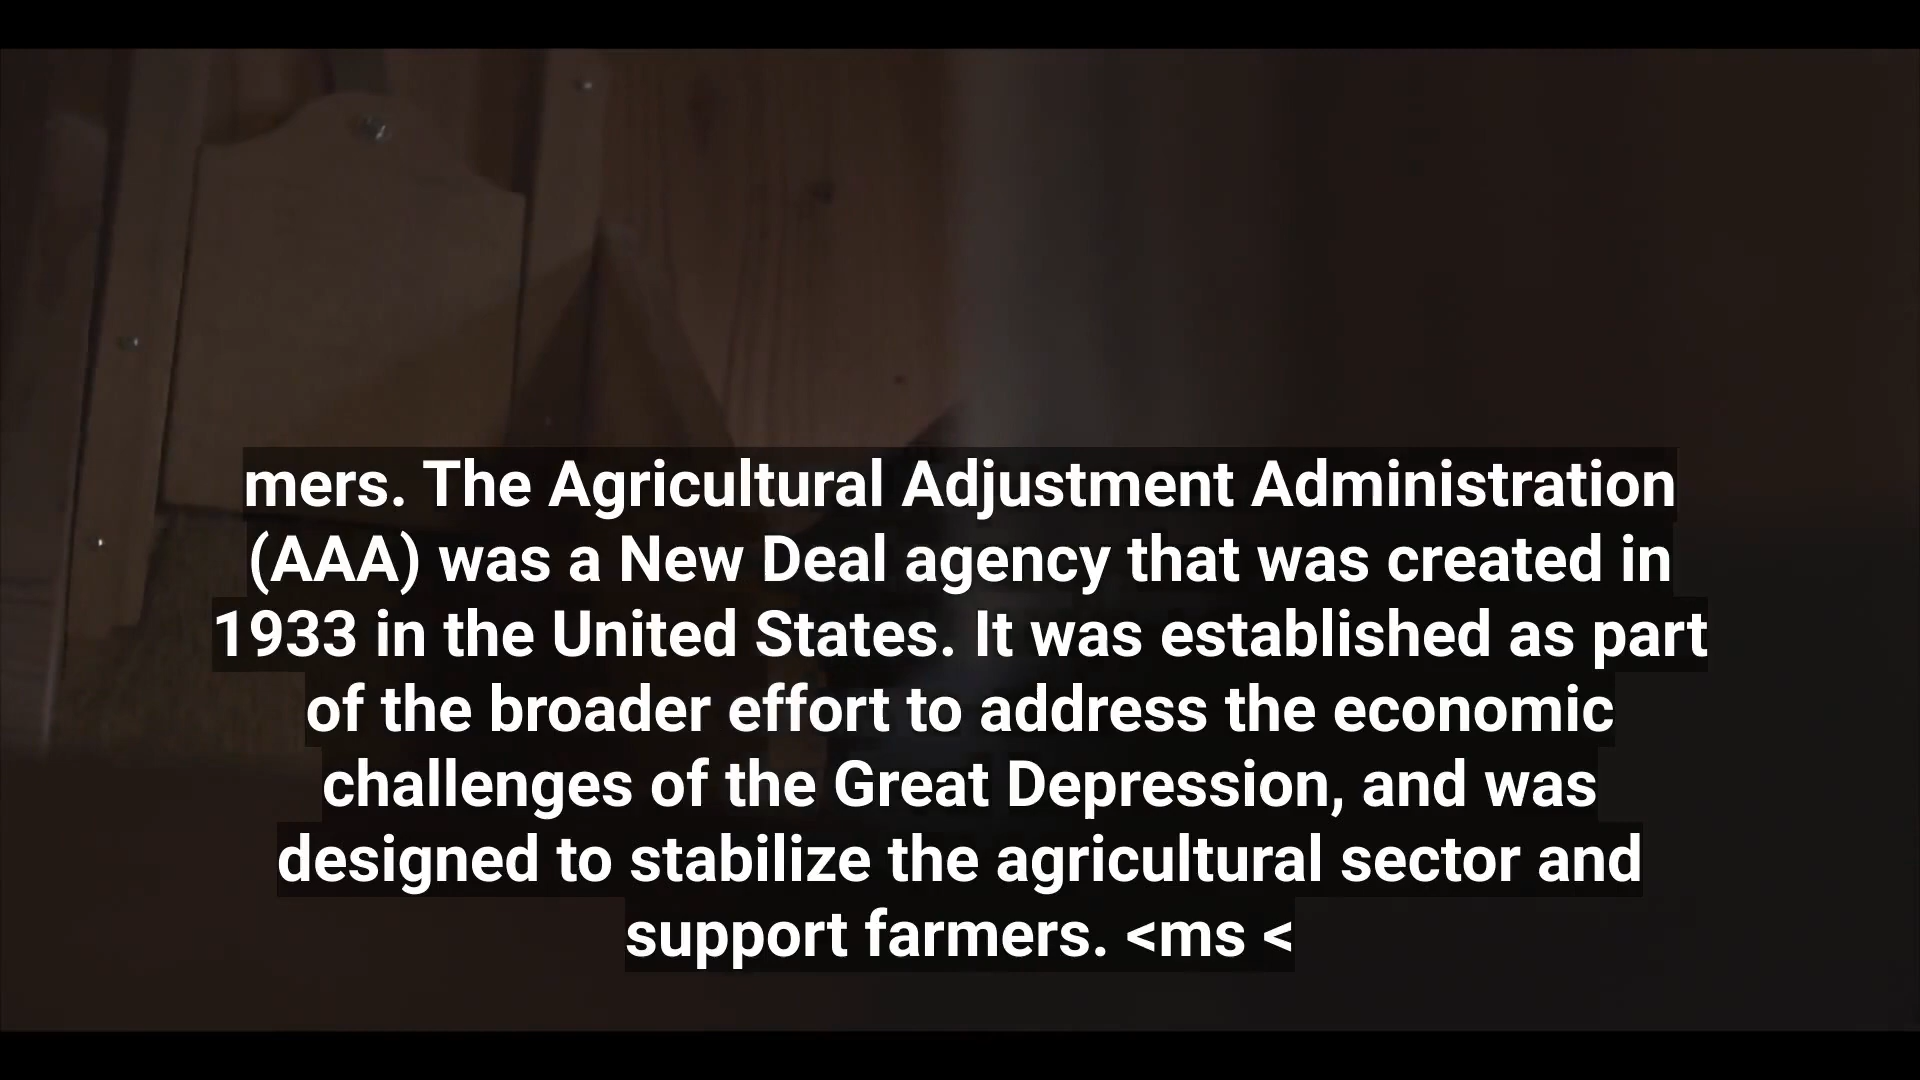 mers. The Agricultural Adjustment Administration
(AAA) was a New Deal agency that was created in
1933 in the United States. It was established as part
of the broader effort to address the economic
challenges of the Great Depression, and was
designed to stabilize the agricultural sector and
support farmers. <ms <